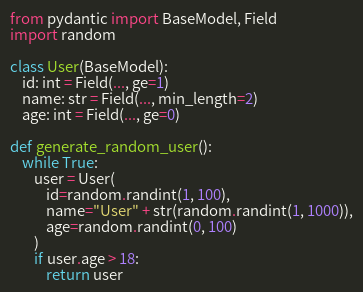 from pydantic import BaseModel, Field
import random

class User(BaseModel):
    id: int = Field(..., ge=1)
    name: str = Field(..., min_length=2)
    age: int = Field(..., ge=0)

def generate_random_user():
    while True:
        user = User(
            id=random.randint(1, 100),
            name="User" + str(random.randint(1, 1000)),
            age=random.randint(0, 100)
        )
        if user.age > 18:
            return user